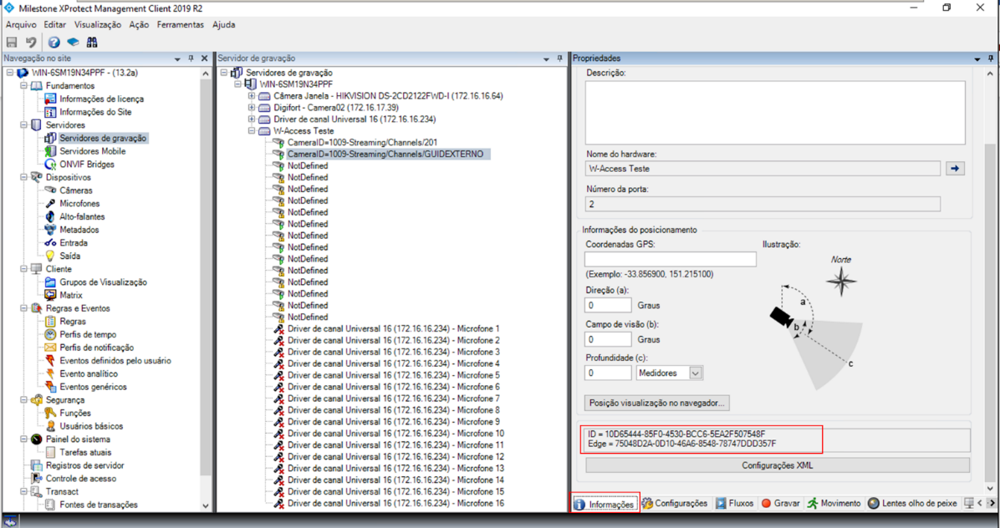 Milestone XProtect Management Client 2019 R2
Arquivo Editar Visualização Ação Ferramentas Ajuda
Navegação no site
WIN-6SM19N34PPF - (13.2a)
Fundamentos
Informações de licença
Informações do Site
Servidores
Servidores de gravação
Servidores Mobile
ONVIF Bridges
Dispositivos
Câmeras
Microfones
Alto-falantes
Metadados
Entrada
Saída
Cliente
Grupos de Visualização
Matrix
Regras e Eventos
Regras
Perfis de tempo
Perfis de notificação
Eventos definidos pelo usuário
Evento analítico
Eventos genéricos
Segurança
Funções
Usuários básicos
Painel do sistema
Tarefas atuais
Registros de servidor
Controle de acesso
Transact
Fontes de transações
Servidor de gravação
Servidores de gravação
WIN-6SM19N34PPF
Câmera Janela - HIKVISION DS-2CD2122FWD-I (172.16.16.64)
Digifort - Camera02 (172.16.17.39)
Driver de canal Universal 16 (172.16.16.234)
W-Access Teste
CameraID=1009-Streaming/Channels/201
CameraID=1009-Streaming/Channels/GUIDEXTERNO
NotDefined
NotDefined
NotDefined
NotDefined
NotDefined
NotDefined
NotDefined
NotDefined
NotDefined
NotDefined
NotDefined
NotDefined
NotDefined
NotDefined
Driver de canal Universal 16 (172.16.16.234) - Microfone 1
Driver de canal Universal 16 (172.16.16.234) - Microfone 2
Driver de canal Universal 16 (172.16.16.234) - Microfone 3
Driver de canal Universal 16 (172.16.16.234) - Microfone 4
Driver de canal Universal 16 (172.16.16.234) - Microfone 5
Driver de canal Universal 16 (172.16.16.234) - Microfone 6
Driver de canal Universal 16 (172.16.16.234) - Microfone 7
Driver de canal Universal 16 (172.16.16.234) - Microfone 8
Driver de canal Universal 16 (172.16.16.234) - Microfone 9
Driver de canal Universal 16 (172.16.16.234) - Microfone 10
Driver de canal Universal 16 (172.16.16.234) - Microfone 11
Driver de canal Universal 16 (172.16.16.234) - Microfone 12
Driver de canal Universal 16 (172.16.16.234) - Microfone 13
Driver de canal Universal 16 (172.16.16.234) - Microfone 14
Driver de canal Universal 16 (172.16.16.234) - Microfone 15
Driver de canal Universal 16 (172.16.16.234) - Microfone 16
Propriedades
Descrição:
Nome do hardware:
W-Access Teste
Número da porta:
2
Informações do posicionamento
Coordenadas GPS:
Ilustração:
(Exemplo: -33.856900, 151.215100)
Norte
Direção (a):
0 Graus
Campo de visão (b):
0 Graus
Profundidade (c):
0 Medidores
a
b
c
Posição visualização no navegador...
ID = 10D65444-85F0-4530-BCC6-5EA2F507548F
Edge = 75048D2A-0D10-46A6-8548-78747DDD357F
Configurações XML
Informações Configurações Fluxos Gravar Movimento Lentes olho de peixe